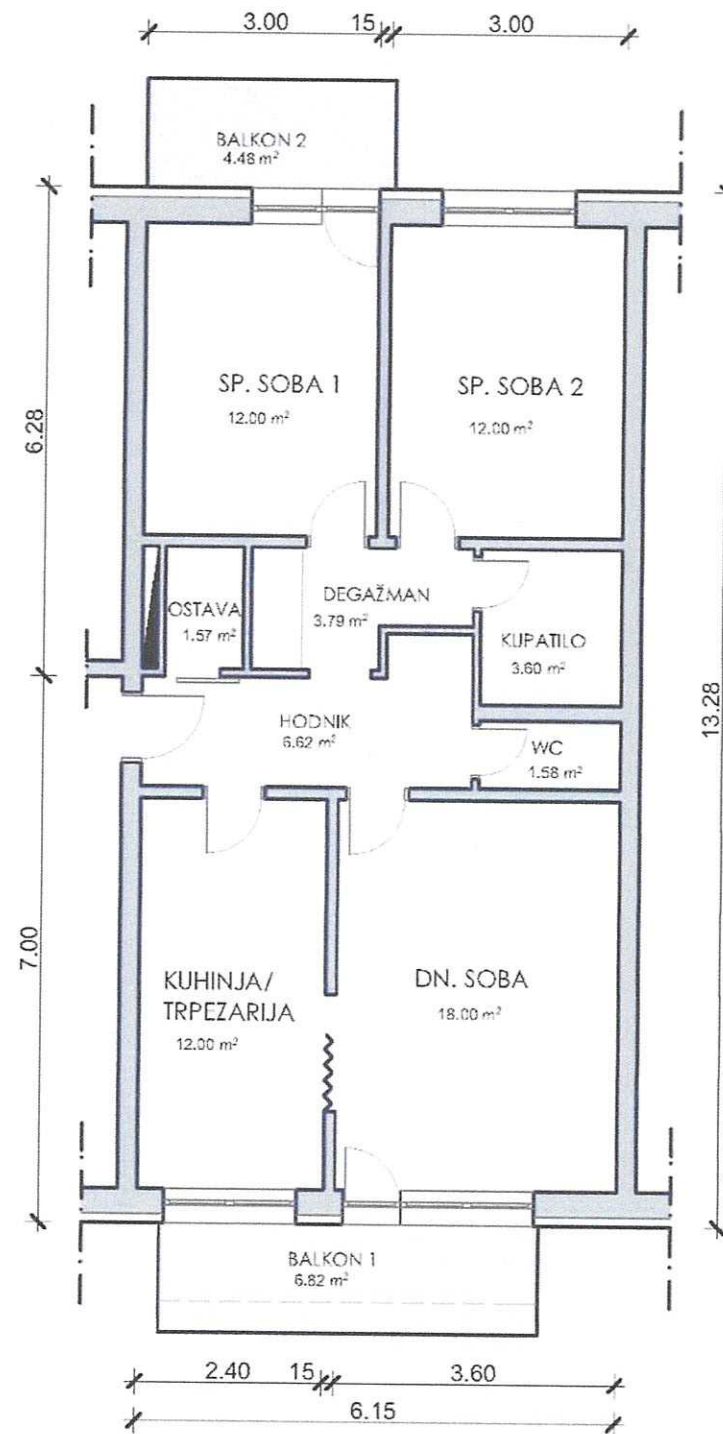 3.00
15
3.00
BALKON 2
4.48 m²
6.28
SP. SOBA 1
12.00 m²
SP. SOBA 2
12.00 m²
OSTAVA
1.57 m²
DEGAŽMAN
3.79 m²
KUPATILO
3.60 m²
13.28
HODNIK
6.62 m²
WC
1.58 m²
7.00
KUHINJA/
TRPEZARIJA
12.00 m²
DN. SOBA
18.00 m²
BALKON 1
6.82 m²
2.40
15
3.60
6.15